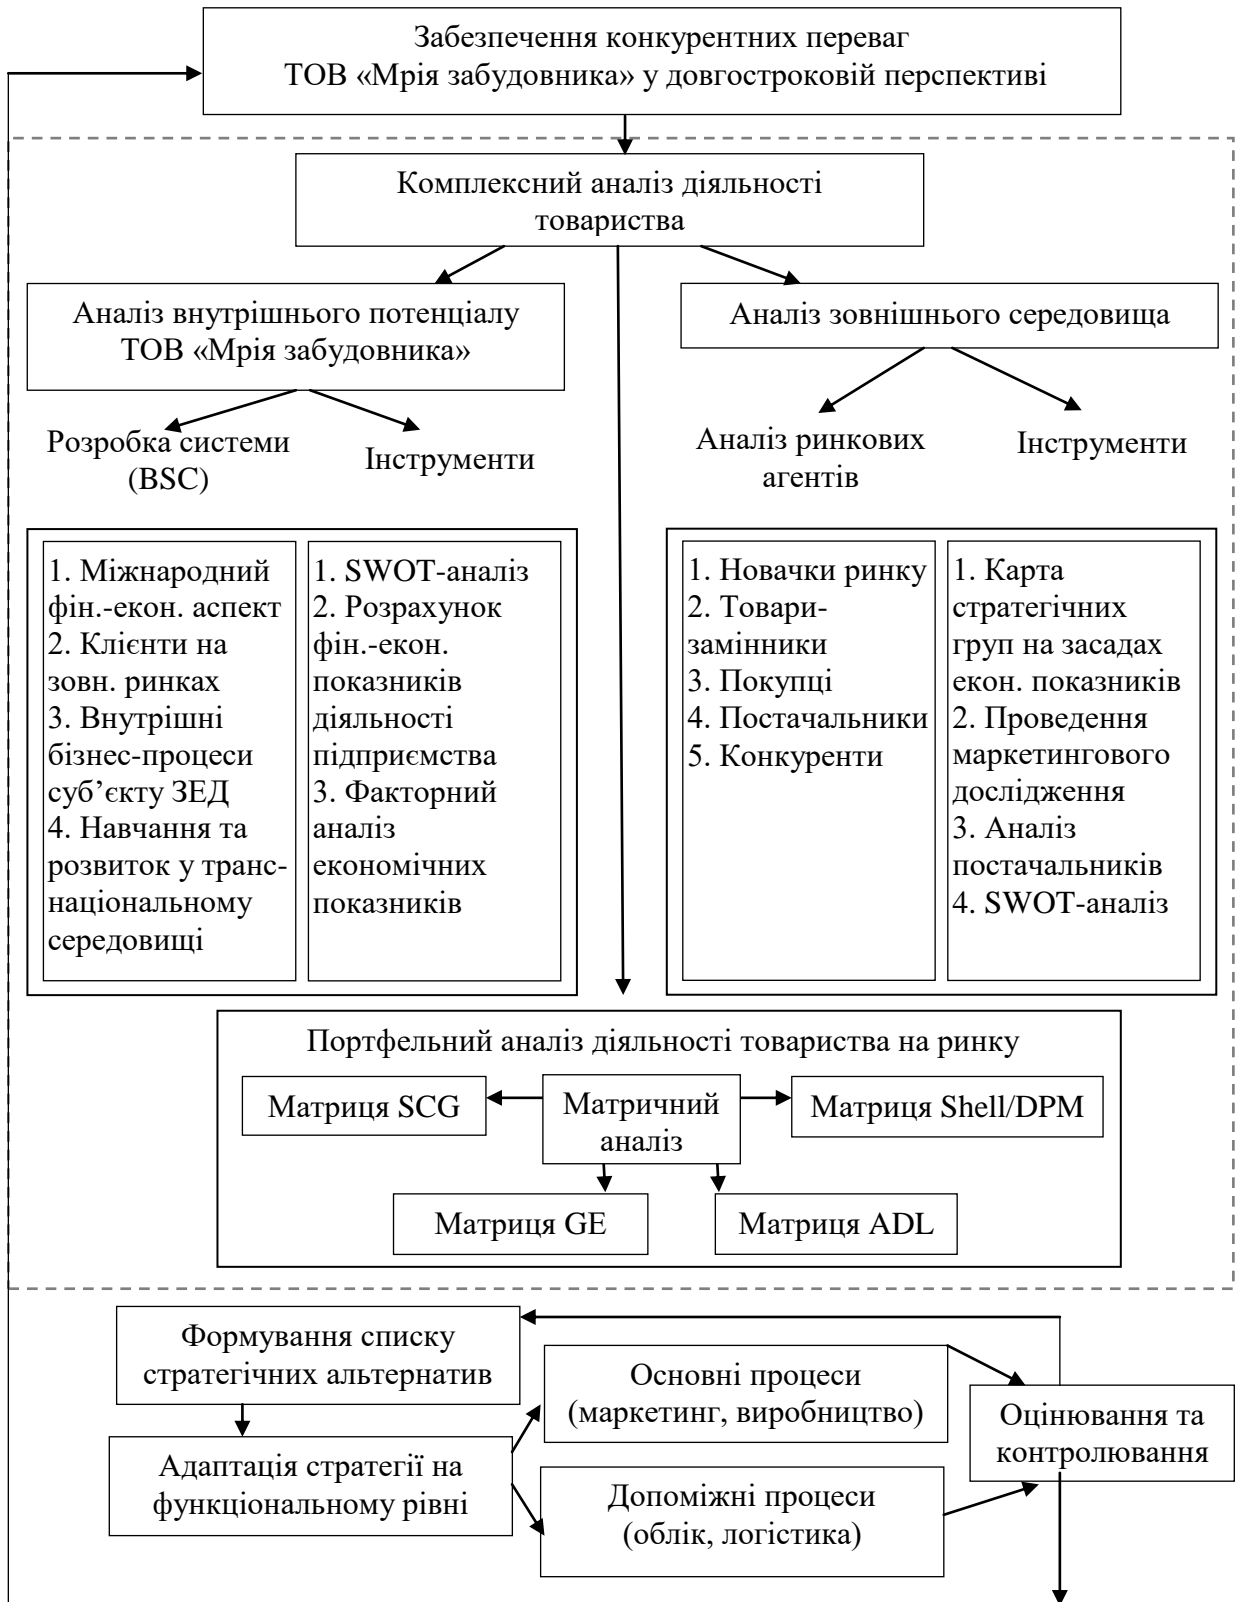 Забезпечення конкурентних переваг
ТОВ «Мрія забудовника» у довгостроковій перспективі
Комплексний аналіз діяльності
товариства
Аналіз внутрішнього потенціалу
ТОВ «Мрія забудовника»
Аналіз зовнішнього середовища
Розробка системи
(BSC)
Інструменти
Аналіз ринкових
агентів
Інструменти
1. Міжнародний
фін.-екон. аспект
2. Клієнти на
зовн. ринках
3. Внутрішні
бізнес-процеси
суб’єкту ЗЕД
4. Навчання та
розвиток у транс-
національному
середовищі
1. SWOT-аналіз
2. Розрахунок
фін.-екон.
показників
діяльності
підприємства
3. Факторний
аналіз
економічних
показників
1. Новачки ринку
2. Товари-
замінники
3. Покупці
4. Постачальники
5. Конкуренти
1. Карта
стратегічних
груп на засадах
екон. показників
2. Проведення
маркетингового
дослідження
3. Аналіз
постачальників
4. SWOT-аналіз
Портфельний аналіз діяльності товариства на ринку
Матриця SCG
Матричний
аналіз
Матриця Shell/DPM
Матриця GE
Матриця ADL
Формування списку
стратегічних альтернатив
Основні процеси
(маркетинг, виробництво)
Оцінювання та
контролювання
Адаптація стратегії на
функціональному рівні
Допоміжні процеси
(облік, логістика)